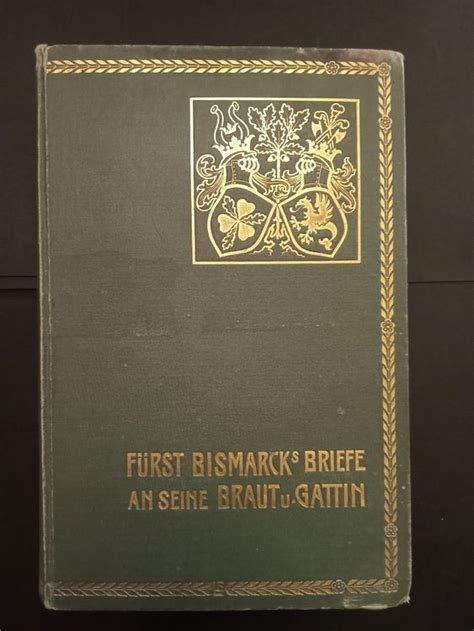 FÜRST BISMARCKs BRIEFE
AN SEINE BRAUT u. GATTIN